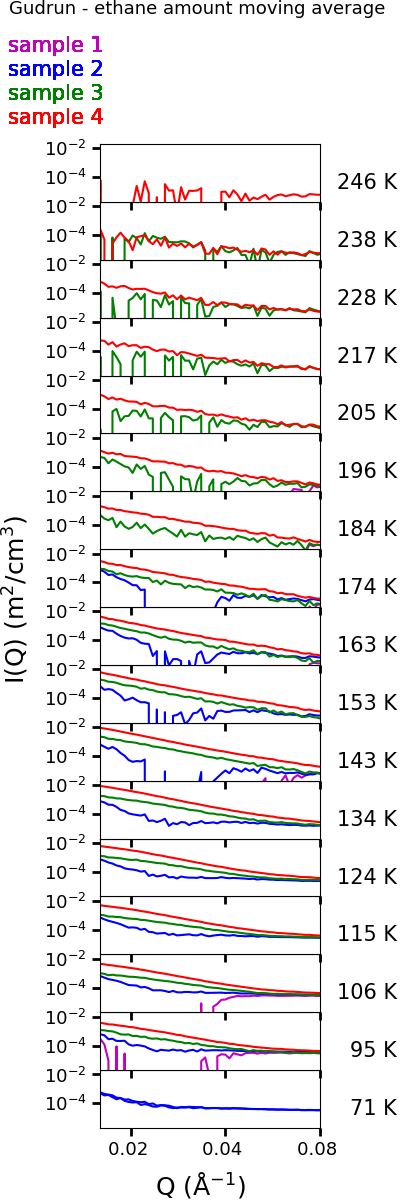 Gudrun - ethane amount moving average
sample 1
sample 2
sample 3
sample 4
10⁻²
10⁻⁴ 246 K
10⁻²
10⁻⁴ 238 K
10⁻²
10⁻⁴ 228 K
10⁻²
10⁻⁴ 217 K
10⁻²
10⁻⁴ 205 K
10⁻²
10⁻⁴ 196 K
10⁻²
10⁻⁴ 184 K
10⁻²
10⁻⁴ 174 K
10⁻²
10⁻⁴ 163 K
10⁻²
10⁻⁴ 153 K
10⁻²
10⁻⁴ 143 K
10⁻²
10⁻⁴ 134 K
10⁻²
10⁻⁴ 124 K
10⁻²
10⁻⁴ 115 K
10⁻²
10⁻⁴ 106 K
10⁻²
10⁻⁴ 95 K
10⁻²
10⁻⁴ 71 K
I(Q) (m²/cm³)
0.02 0.04 0.08
Q (Å⁻¹)